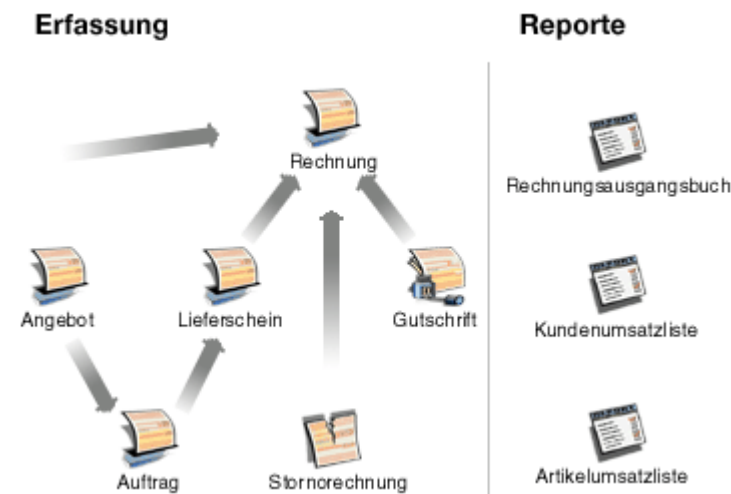 Erfassung
Reporte
Rechnung
Rechnungsausgangsbuch
Angebot
Lieferschein
Gutschrift
Kundenumsatzliste
Auftrag
Stornorechnung
Artikelumsatzliste